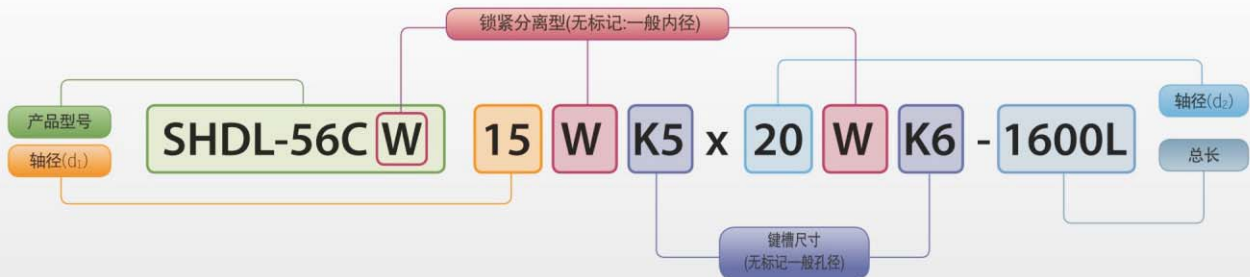 锁紧分离型(无标记:一般内径)
产品型号
轴径(d₁)
SHDL-56C W 15 W K5 x 20 W K6 - 1600L
轴径(d₂)
总长
键槽尺寸
(无标记一般孔径)